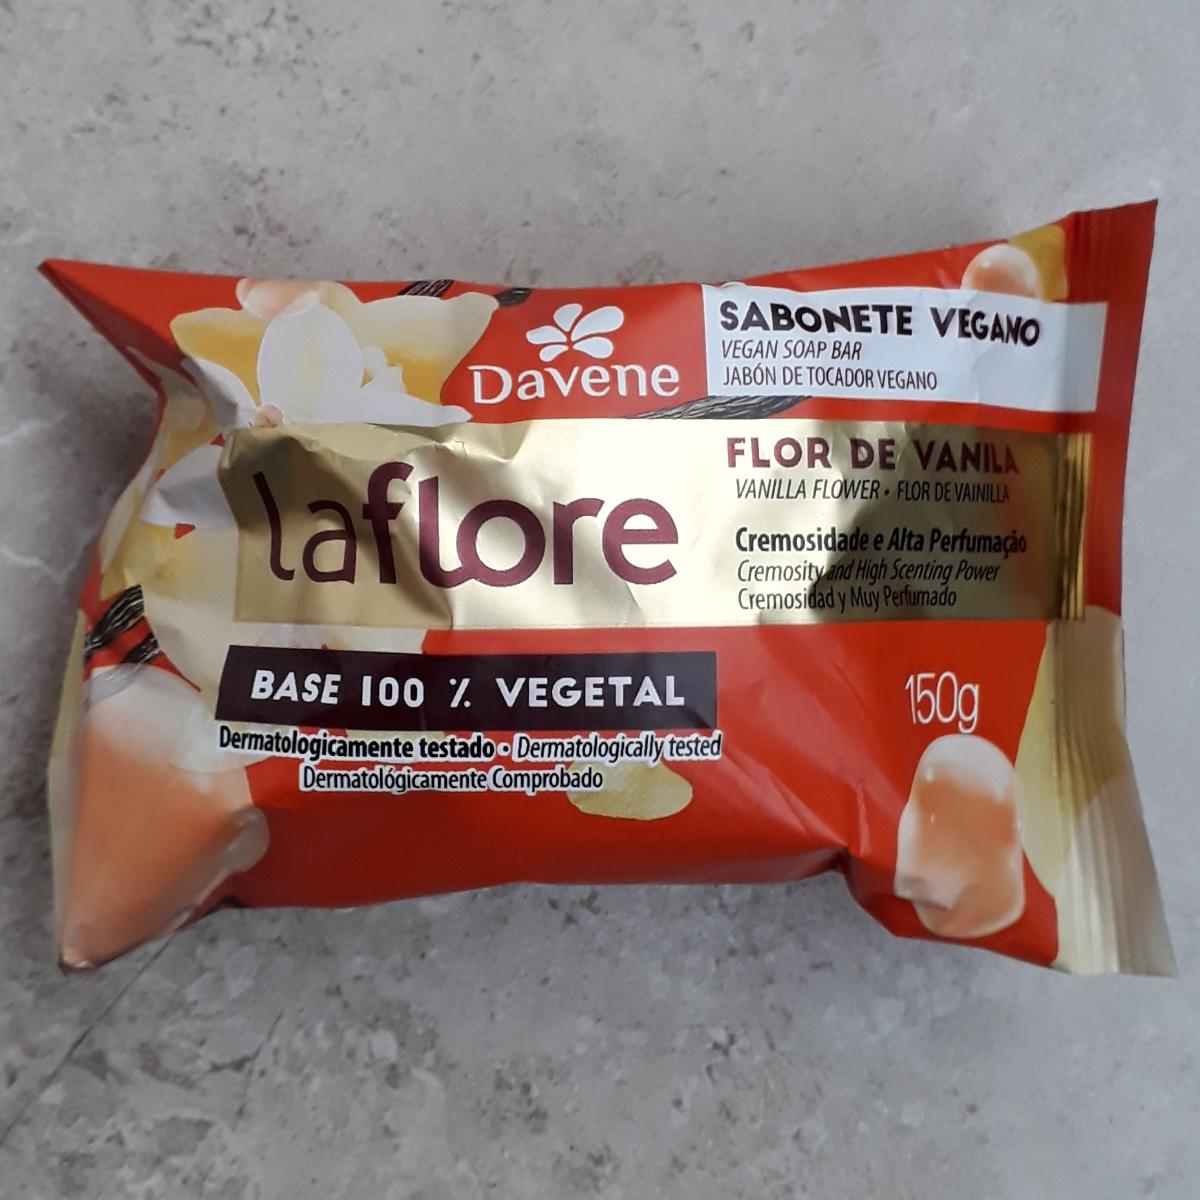 Davene
SABONETE VEGANO
VEGAN SOAP BAR
JABÓN DE TOCADOR VEGANO
laflore
FLOR DE VANILA
VANILLA FLOWER • FLOR DE VAINILLA
Cremosidade e Alta Perfumação
Cremosity and High Scenting Power
Cremosidad y Muy Perfumado
BASE 100 % VEGETAL
Dermatologicamente testado • Dermatologically tested
Dermatológicamente Comprobado
150g